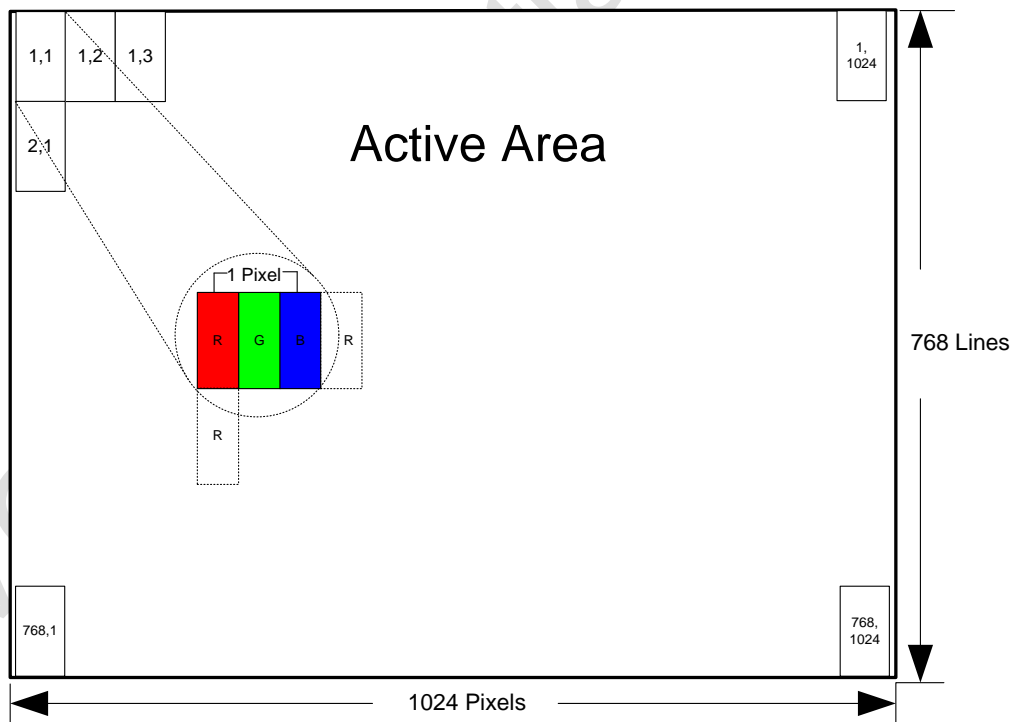 1,1 1,2 1,3
1,
1024
2,1
Active Area
1 Pixel
R G B R
768 Lines
R
768,1
768,
1024
1024 Pixels